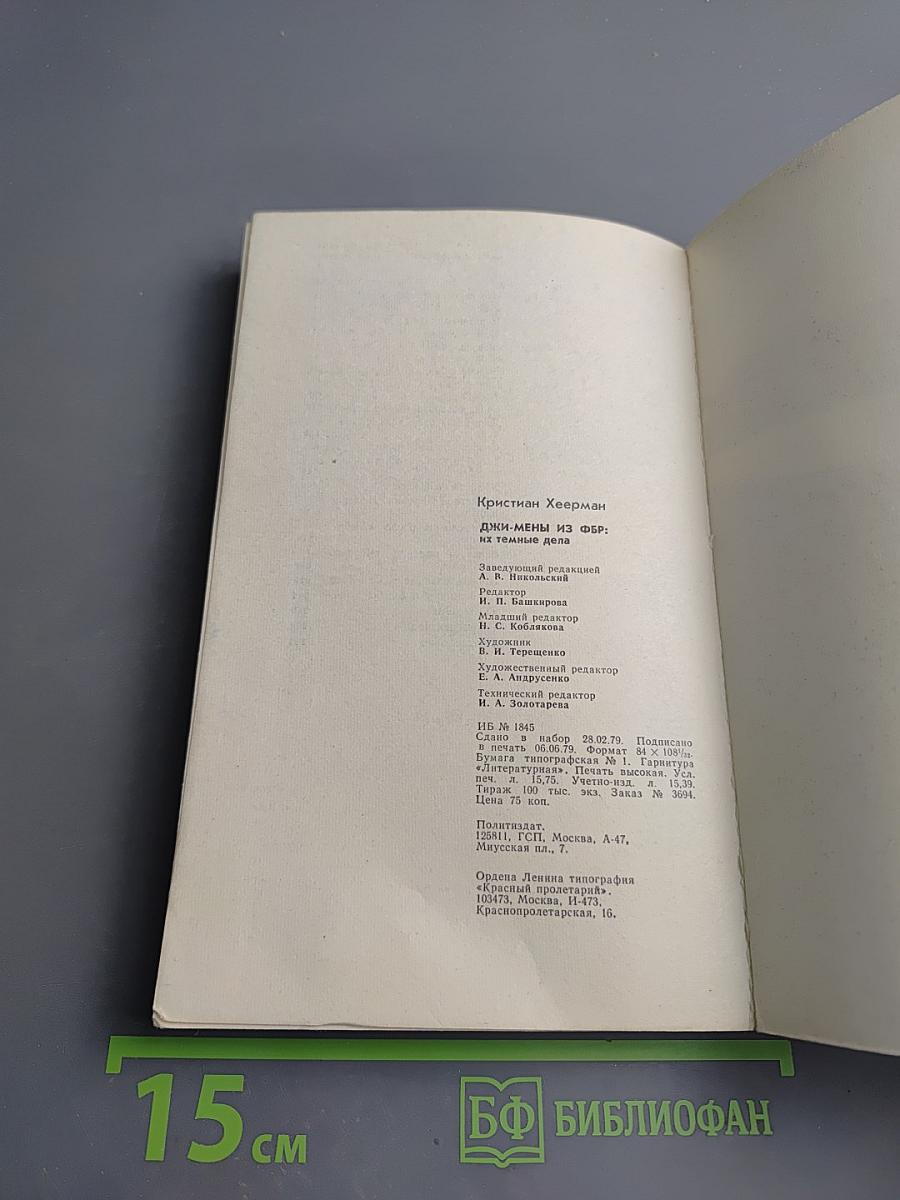 Кристиан Хеерман
ДЖИ-МЕНЫ ИЗ ФБР:
их темные дела
Заведующий редакцией
А. В. Никольский
Редактор
И. П. Башкирова
Младший редактор
Н. С. Коблякова
Художник
В. И. Терещенко
Художественный редактор
Е. А. Андрусенко
Технический редактор
И. А. Золотарева
ИБ № 1845
Сдано в набор 28.02.79. Подписано
в печать 06.06.79. Формат 84 × 108¹/₃₂.
Бумага типографская № 1. Гарнитура
«Литературная». Печать высокая. Усл.
печ. л. 15,75. Учетно-изд. л. 15,39.
Тираж 100 тыс. экз. Заказ № 3694.
Цена 75 коп.
Политиздат.
125811, ГСП, Москва, А-47,
Миусская пл., 7.
Ордена Ленина типография
«Красный пролетарий».
103473, Москва, И-473,
Краснопролетарская, 16.
15 см
БФ БИБЛИОФАН